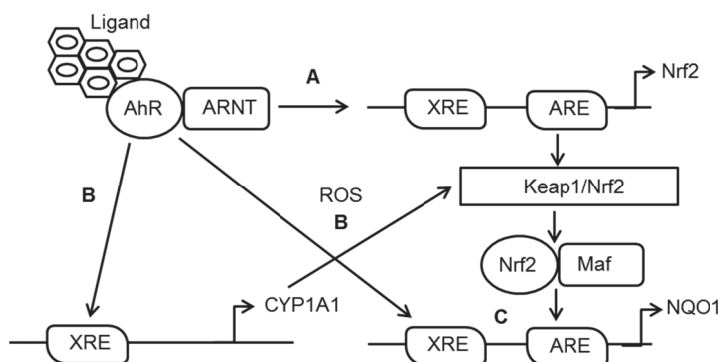 Ligand
AhR
ARNT
A
XRE
ARE
Nrf2
B
ROS
B
Keap1/Nrf2
Nrf2
Maf
CYP1A1
C
NQO1
XRE
XRE
ARE